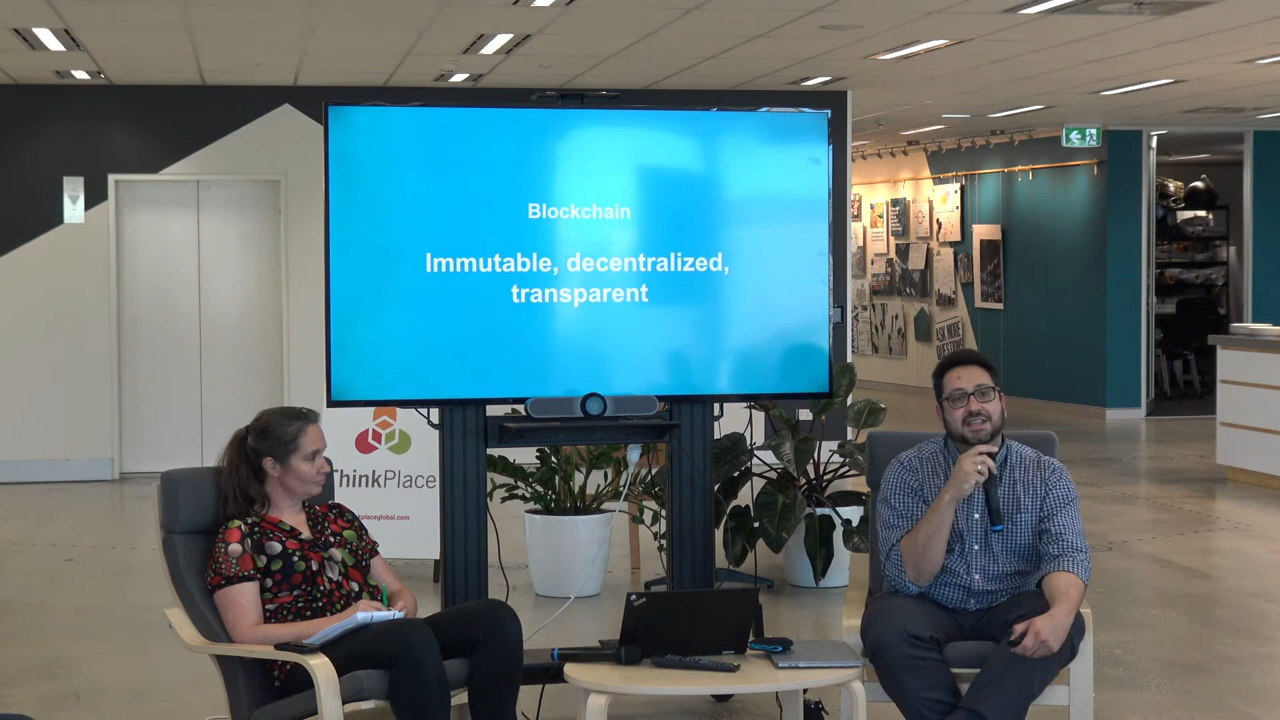 Blockchain
Immutable, decentralized,
transparent
ThinkPlace
ASK MORE
QUESTIONS